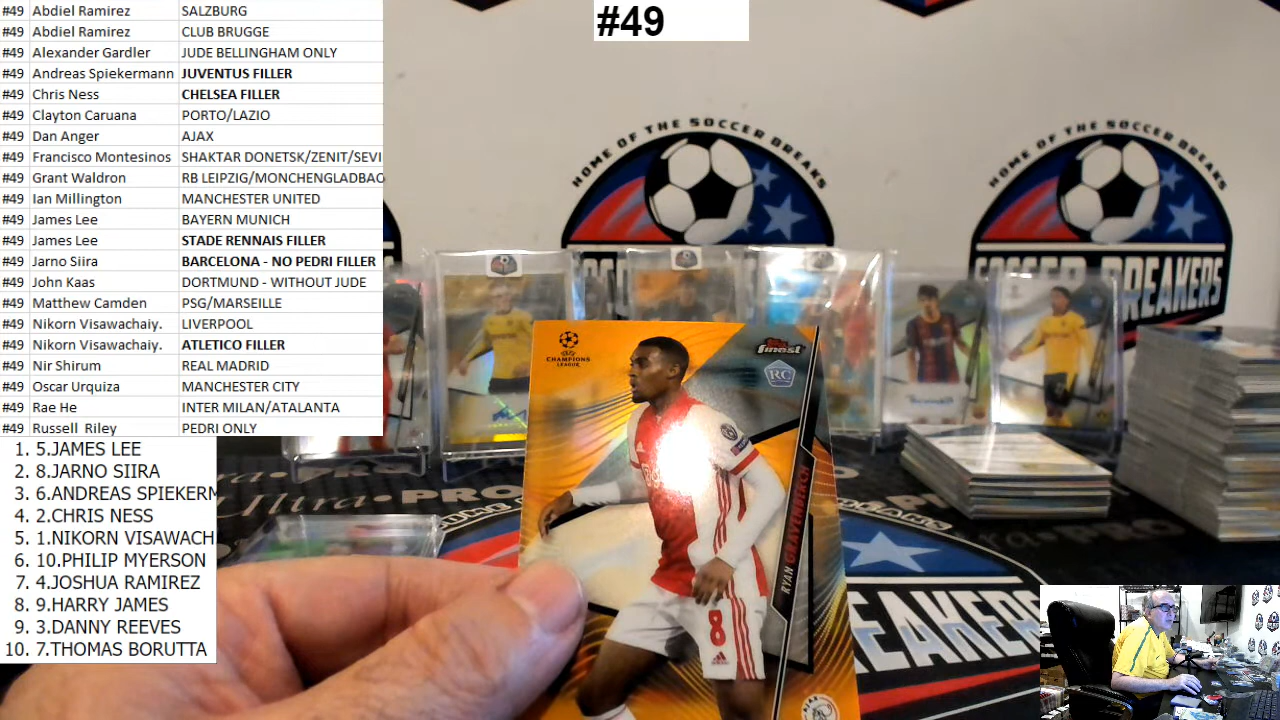 #49 Abdiel Ramirez SALZBURG
#49 Abdiel Ramirez CLUB BRUGGE
#49 Alexander Gardler JUDE BELLINGHAM ONLY
#49 Andreas Spiekermann JUVENTUS FILLER
#49 Chris Ness CHELSEA FILLER
#49 Clayton Caruana PORTO/LAZIO
#49 Dan Anger AJAX
#49 Francisco Montesinos SHAKTAR DONETSK/ZENIT/SEVI
#49 Grant Waldron RB LEIPZIG/MONCHENGLADBAC
#49 Ian Millington MANCHESTER UNITED
#49 James Lee BAYERN MUNICH
#49 James Lee STADE RENNAIS FILLER
#49 Jarno Siira BARCELONA - NO PEDRI FILLER
#49 John Kaas DORTMUND - WITHOUT JUDE
#49 Matthew Camden PSG/MARSEILLE
#49 Nikorn Visawachaiy. LIVERPOOL
#49 Nikorn Visawachaiy. ATLETICO FILLER
#49 Nir Shirum REAL MADRID
#49 Oscar Urquiza MANCHESTER CITY
#49 Rae He INTER MILAN/ATALANTA
#49 Russell Riley PEDRI ONLY
1. 5.JAMES LEE
2. 8.JARNO SIIRA
3. 6.ANDREAS SPIEKERM
4. 2.CHRIS NESS
5. 1.NIKORN VISAWACH
6. 10.PHILIP MYERSON
7. 4.JOSHUA RAMIREZ
8. 9.HARRY JAMES
9. 3.DANNY REEVES
10. 7.THOMAS BORUTTA
#49
HOME OF THE SOCCER BREAKS
HOME OF THE SOCCER BREAKS
SOCCER BREAKERS
UEFA
CHAMPIONS
LEAGUE
finest
RC
RYAN GRAVENBERCH
8
adidas
AJAX
Ultra PRO
EAKERS